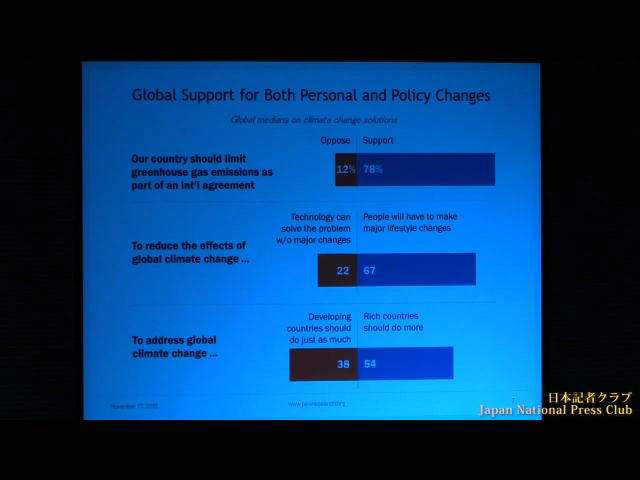 Global Support for Both Personal and Policy Changes
Global medians on climate change solutions
Oppose Support
Our country should limit
greenhouse gas emissions as
part of an int'l agreement
12% 78%
Technology can
solve the problem
w/o major changes
People will have to make
major lifestyle changes
To reduce the effects of
global climate change ...
22 67
Developing
countries should
do just as much
Rich countries
should do more
To address global
climate change ...
38 54
www.pewresearch.org
日本記者クラブ
Japan National Press Club